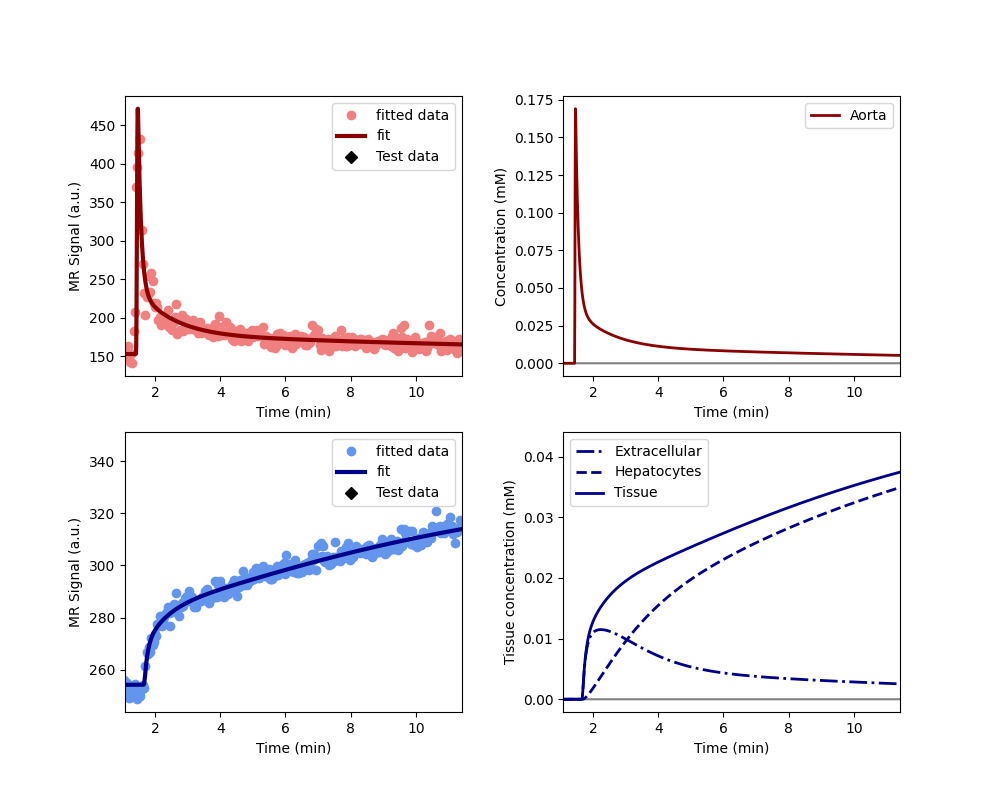 450
400
350
300
250
200
150
MR Signal (a.u.)
2 4 6 8 10
Time (min)
fitted data
fit
Test data
0.175
0.150
0.125
0.100
0.075
0.050
0.025
0.000
Concentration (mM)
2 4 6 8 10
Time (min)
Aorta
340
320
300
280
260
MR Signal (a.u.)
2 4 6 8 10
Time (min)
fitted data
fit
Test data
0.04
0.03
0.02
0.01
0.00
Tissue concentration (mM)
2 4 6 8 10
Time (min)
Extracellular
Hepatocytes
Tissue